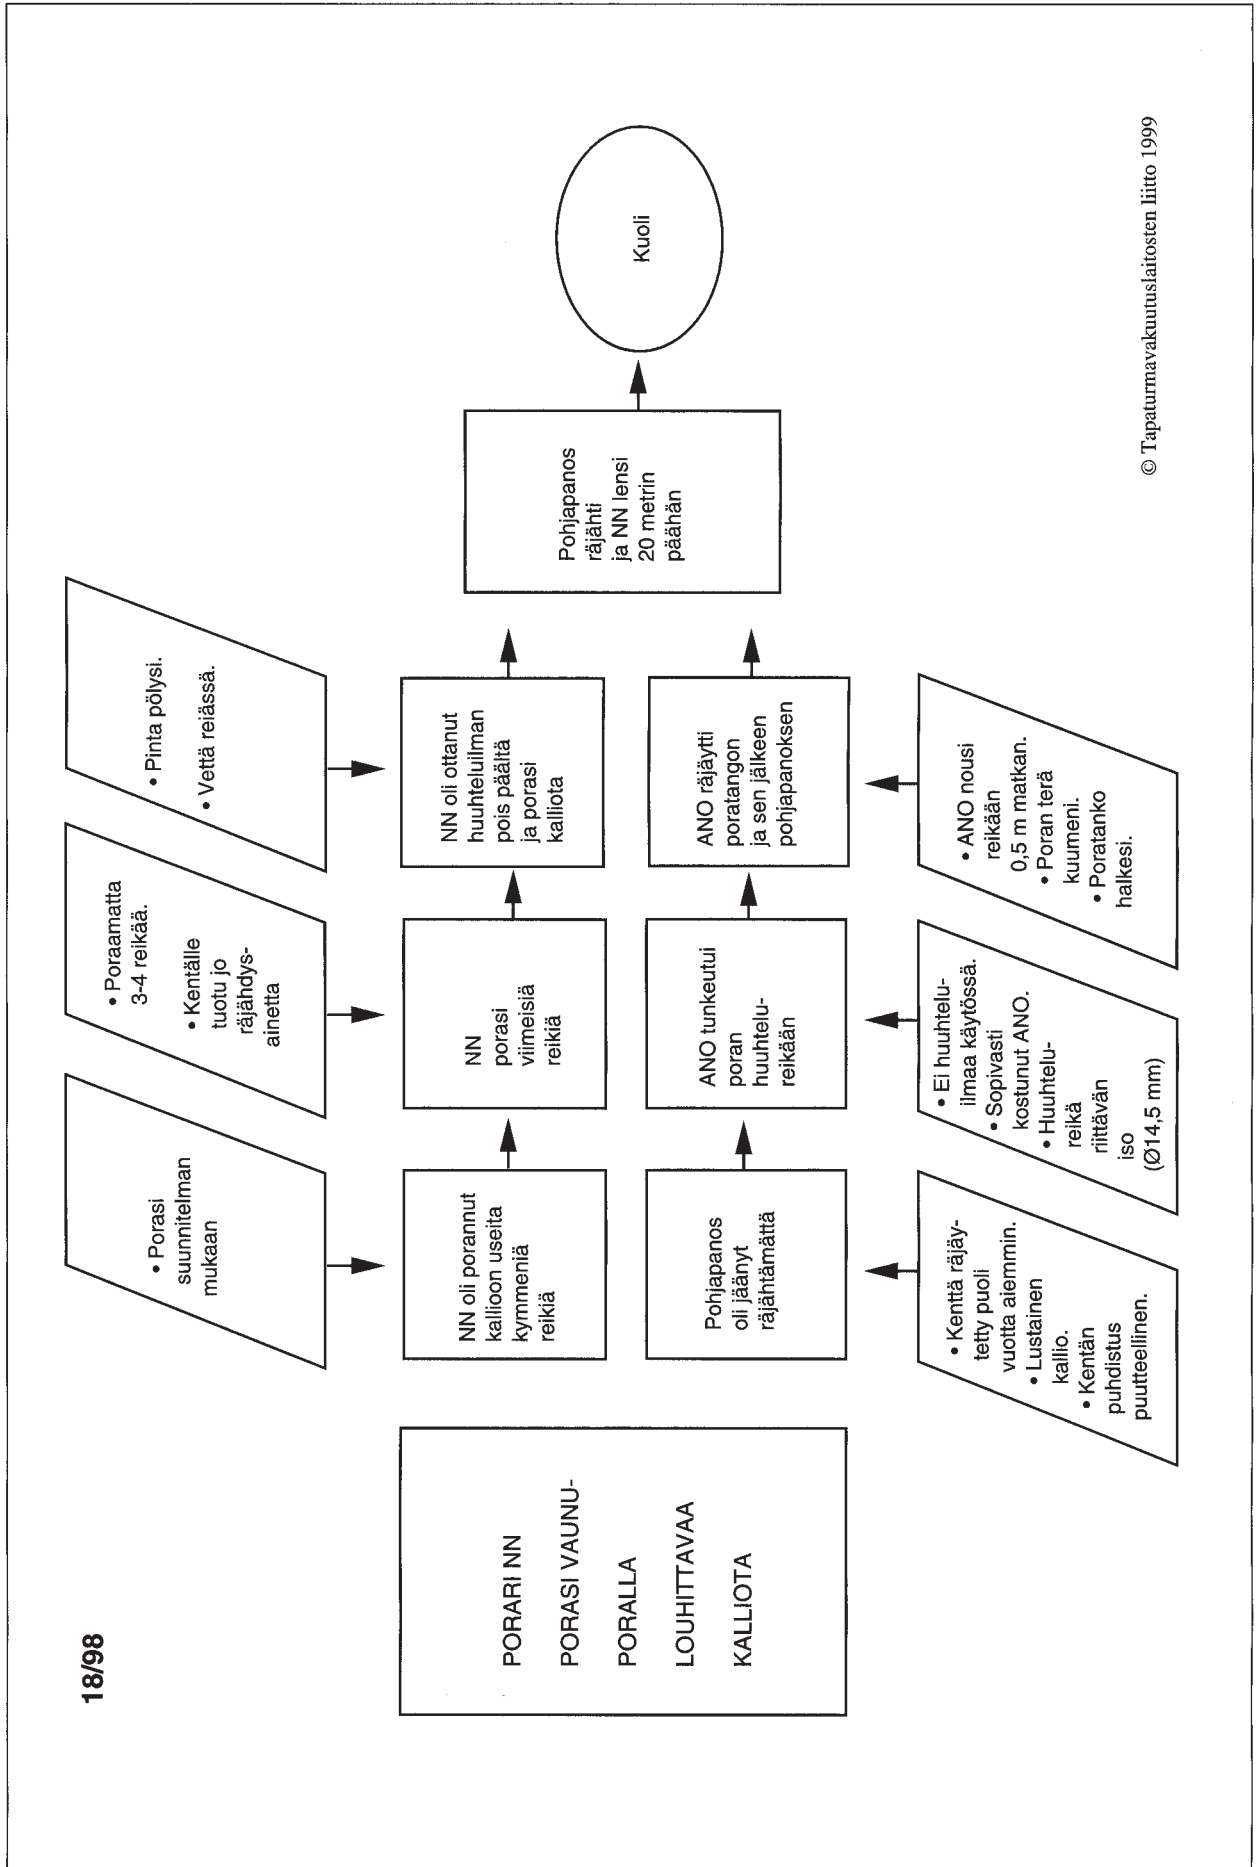 18/98
PORARI NN
PORASI VAUNU-
PORALLA
LOUHITTAVAA
KALLIOTA
• Porasi
suunnitelman
mukaan
• Poraamatta
3-4 reikää.
• Kentälle
tuotu jo
räjähdys-
ainetta
• Pinta pölysi.
• Vettä reiässä.
NN oli porannut
kallioon useita
kymmeniä
reikiä
NN
porasi
viimeisiä
reikiä
NN oli ottanut
huuhteluilman
pois päältä
ja porasi
kalliota
Pohjapanos
oli jäänyt
räjähtämättä
ANO tunkeutui
poran
huuhtelu-
reikään
ANO räjäytti
poratangon
ja sen jälkeen
pohjapanoksen
Pohjapanos
räjähti
ja NN lensi
20 metrin
päähän
Kuoli
• Kenttä räjäy-
tetty puoli
vuotta aiemmin.
• Lustainen
kallio.
• Kentän
puhdistus
puutteellinen.
• Ei huuhtelu-
ilmaa käytössä.
• Sopivasti
kostunut ANO.
• Huuhtelu-
reikä
riittävän
iso
(Ø14,5 mm)
• ANO nousi
reikään
0,5 m matkan.
• Poran terä
kuumeni.
• Poratanko
halkesi.
© Tapaturmavakuutuslaitosten liitto 1999